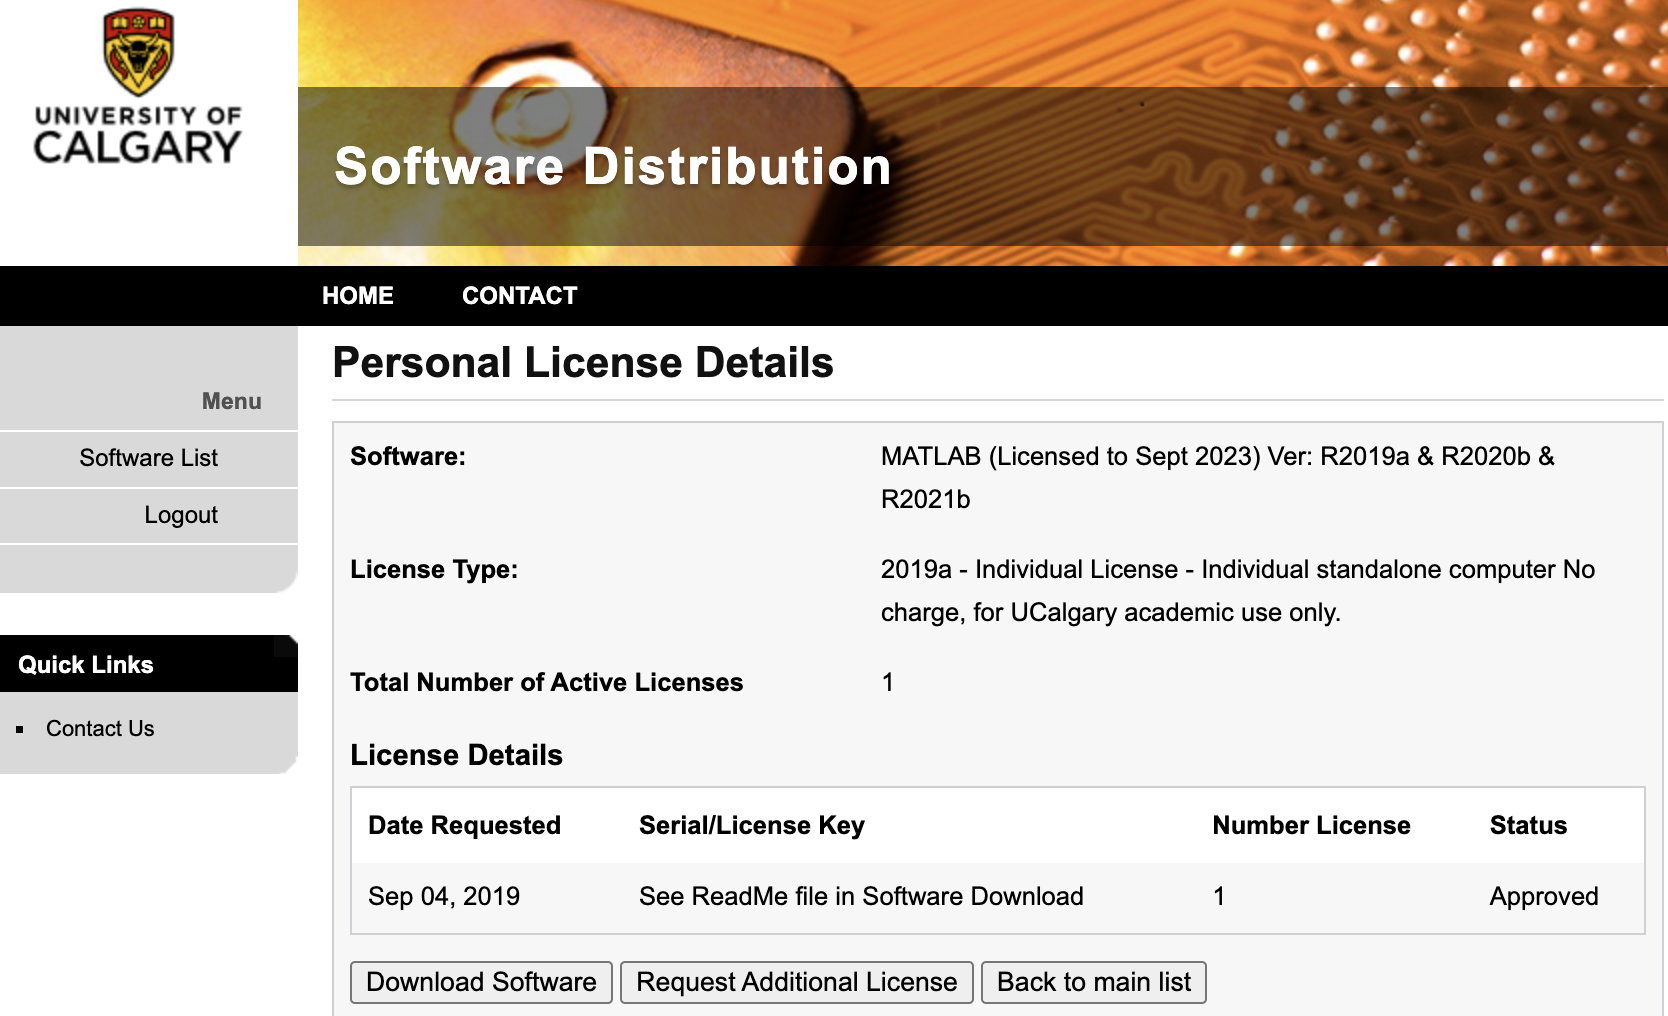 UNIVERSITY OF
CALGARY
Software Distribution
HOME CONTACT
Menu
Software List
Logout
Quick Links
Contact Us
Personal License Details
Software: MATLAB (Licensed to Sept 2023) Ver: R2019a & R2020b &
R2021b
License Type: 2019a - Individual License - Individual standalone computer No
charge, for UCalgary academic use only.
Total Number of Active Licenses 1
License Details
Date Requested Serial/License Key Number License Status
Sep 04, 2019 See ReadMe file in Software Download 1 Approved
Download Software Request Additional License Back to main list